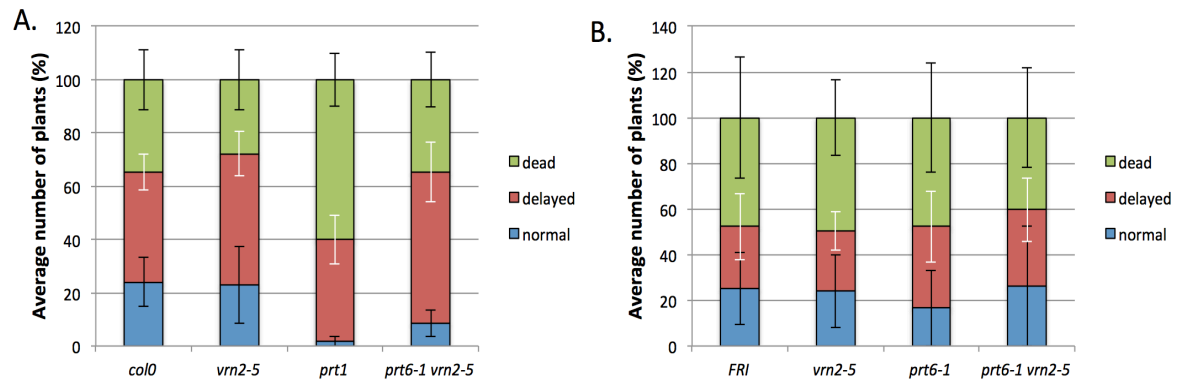 A.
Average number of plants (%)
120
100
80
60
40
20
0
col0 vrn2-5 prt1 prt6-1 vrn2-5
dead
delayed
normal
B.
Average number of plants (%)
140
120
100
80
60
40
20
0
FRI vrn2-5 prt6-1 prt6-1 vrn2-5
dead
delayed
normal